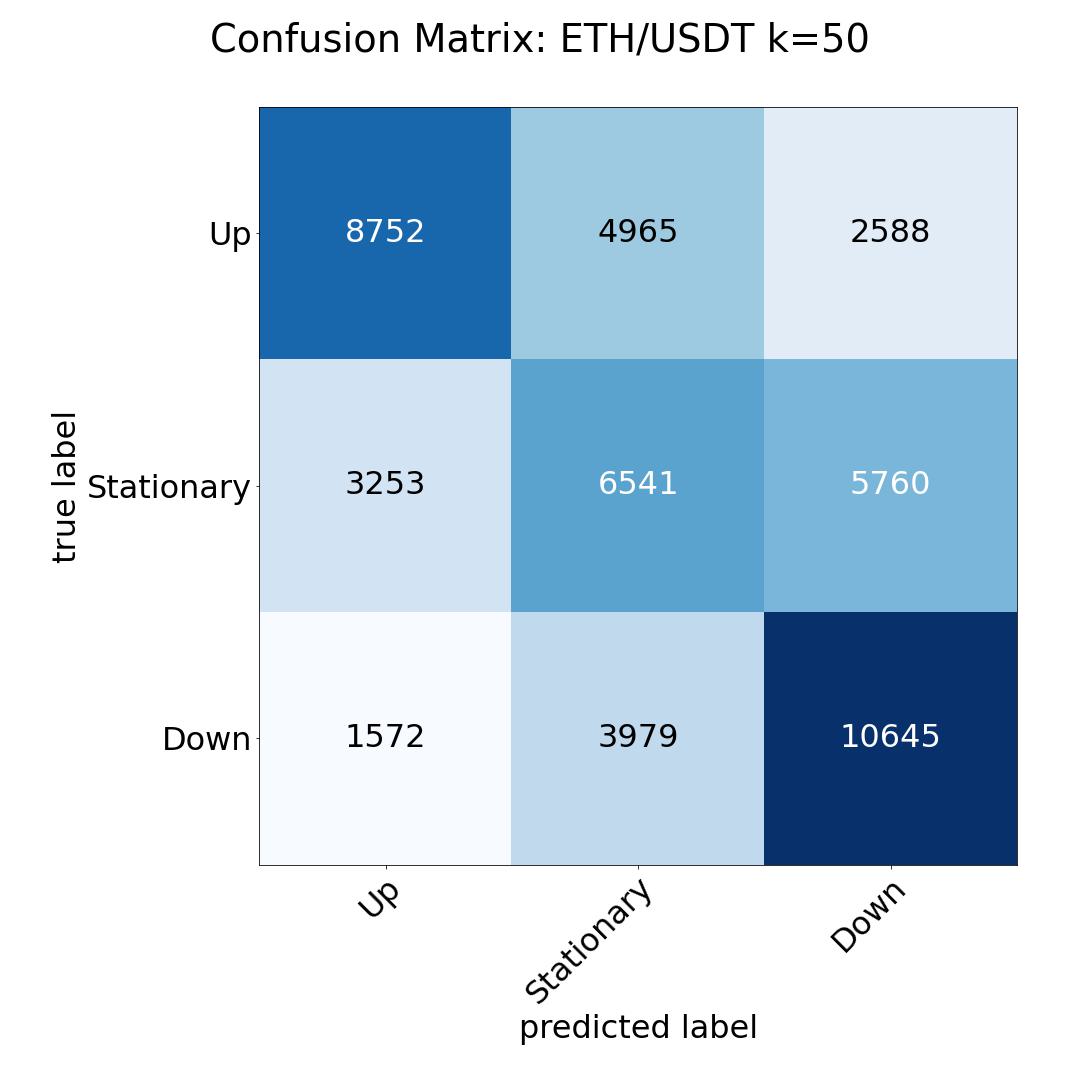 Confusion Matrix: ETH/USDT k=50
true label
Up
8752 4965 2588
Stationary
3253 6541 5760
Down
1572 3979 10645
Up Stationary Down
predicted label